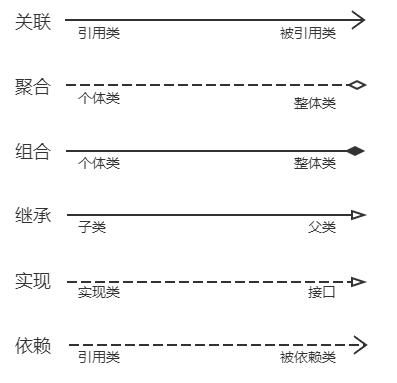 关联
引用类 被引用类
聚合
个体类 整体类
组合
个体类 整体类
继承
子类 父类
实现
实现类 接口
依赖
引用类 被依赖类